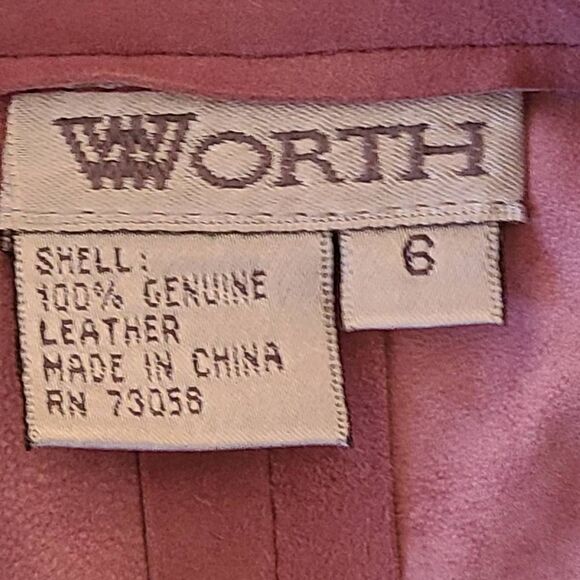 WORTH
6
SHELL:
100% GENUINE
LEATHER
MADE IN CHINA
RN 73058